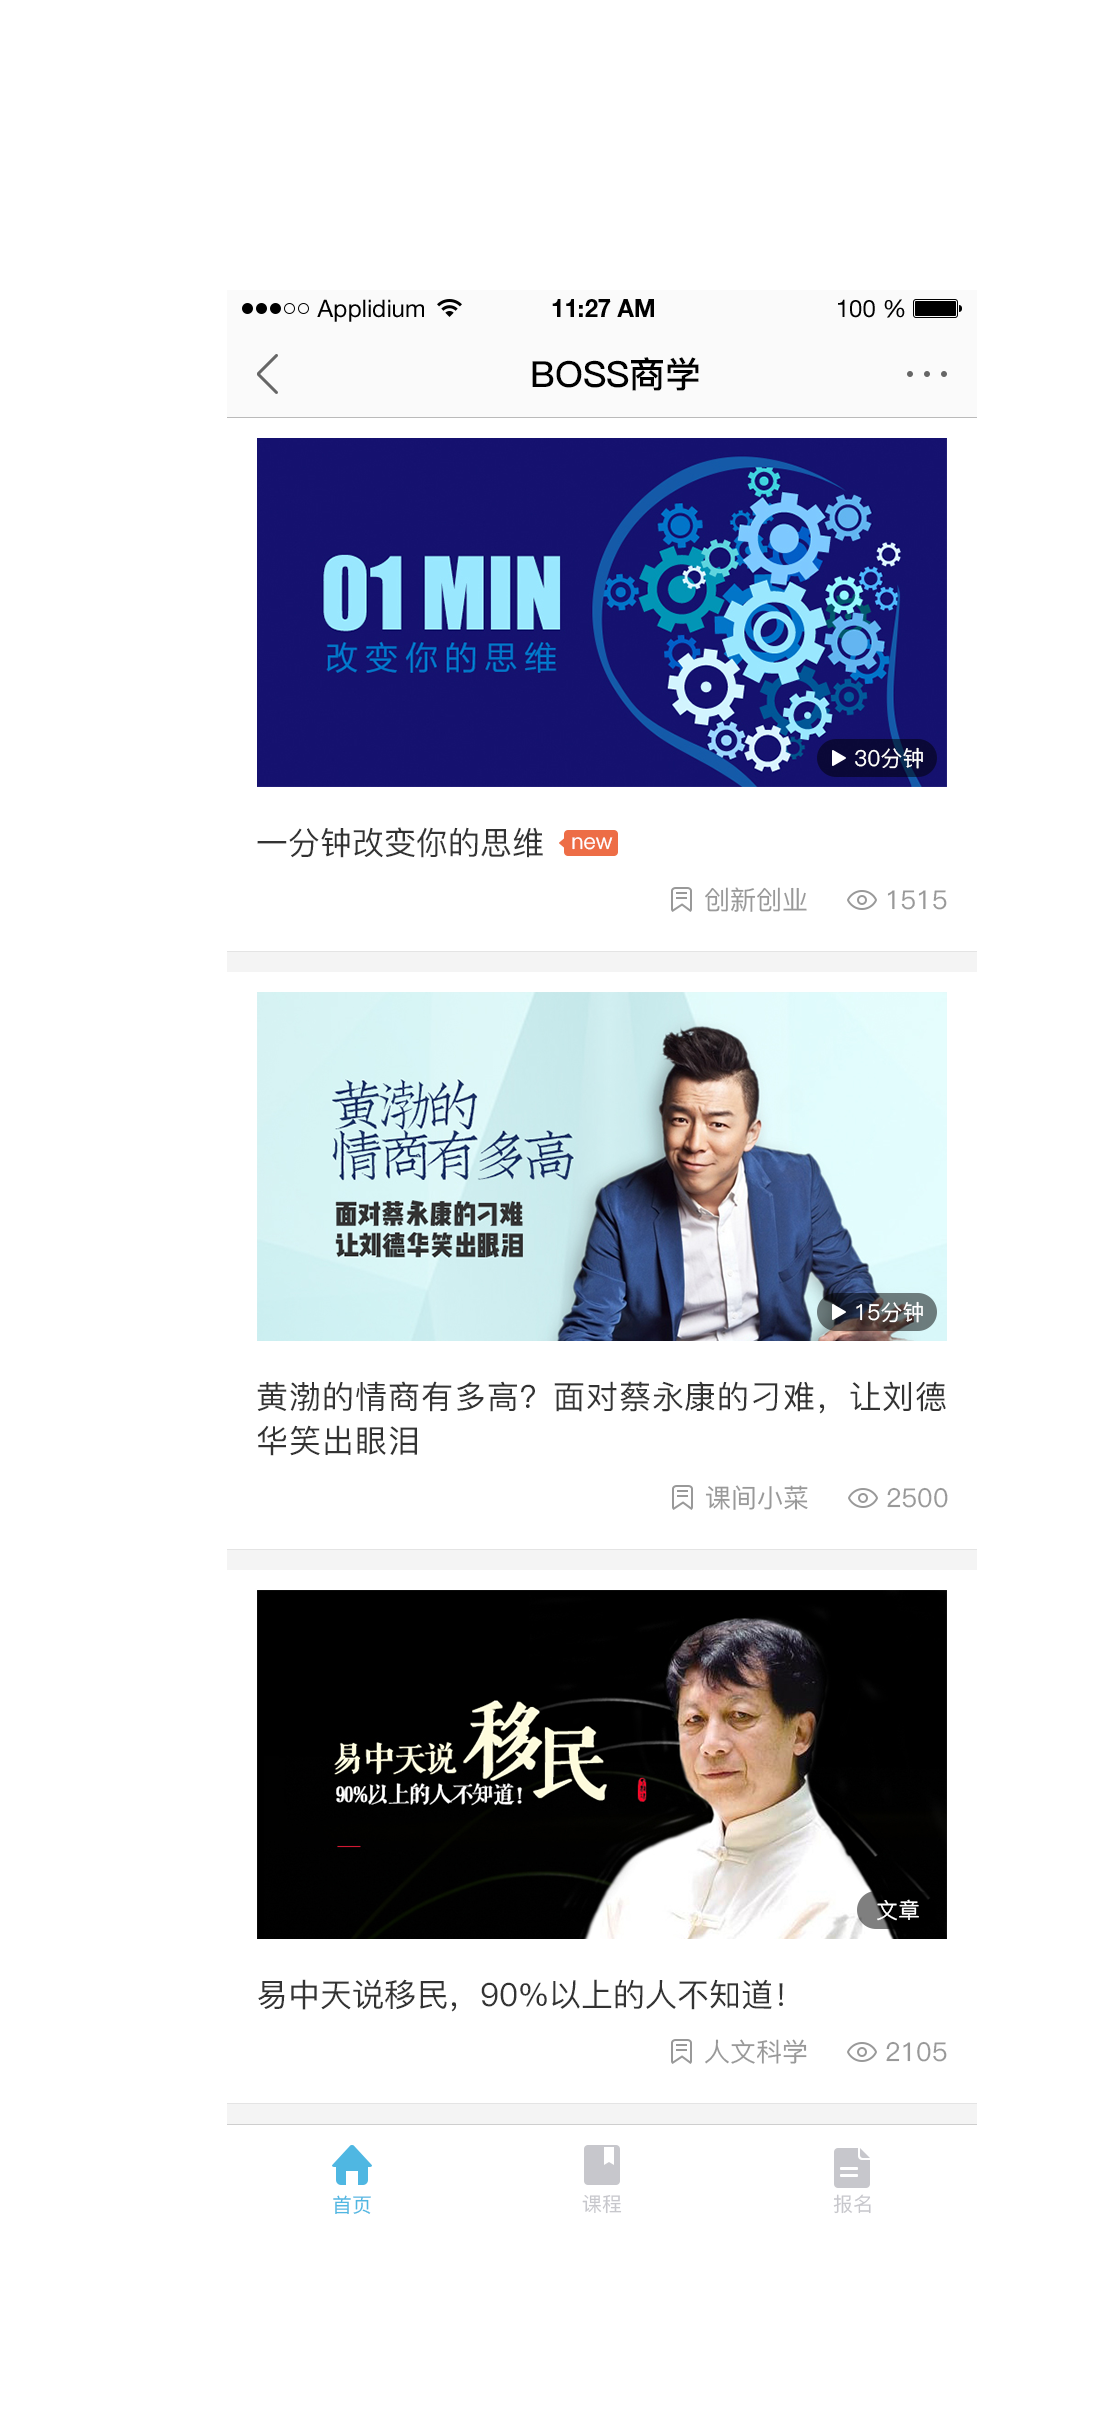 Applidium 11:27 AM 100 %
BOSS商学
01 MIN
改变你的思维
30分钟
一分钟改变你的思维 new
创新创业 1515
黄渤的
情商有多高
面对蔡永康的刁难
让刘德华笑出眼泪
15分钟
黄渤的情商有多高？面对蔡永康的刁难，让刘德
华笑出眼泪
课间小菜 2500
易中天说移民
90%以上的人不知道！
文章
易中天说移民，90%以上的人不知道！
人文科学 2105
首页 课程 报名